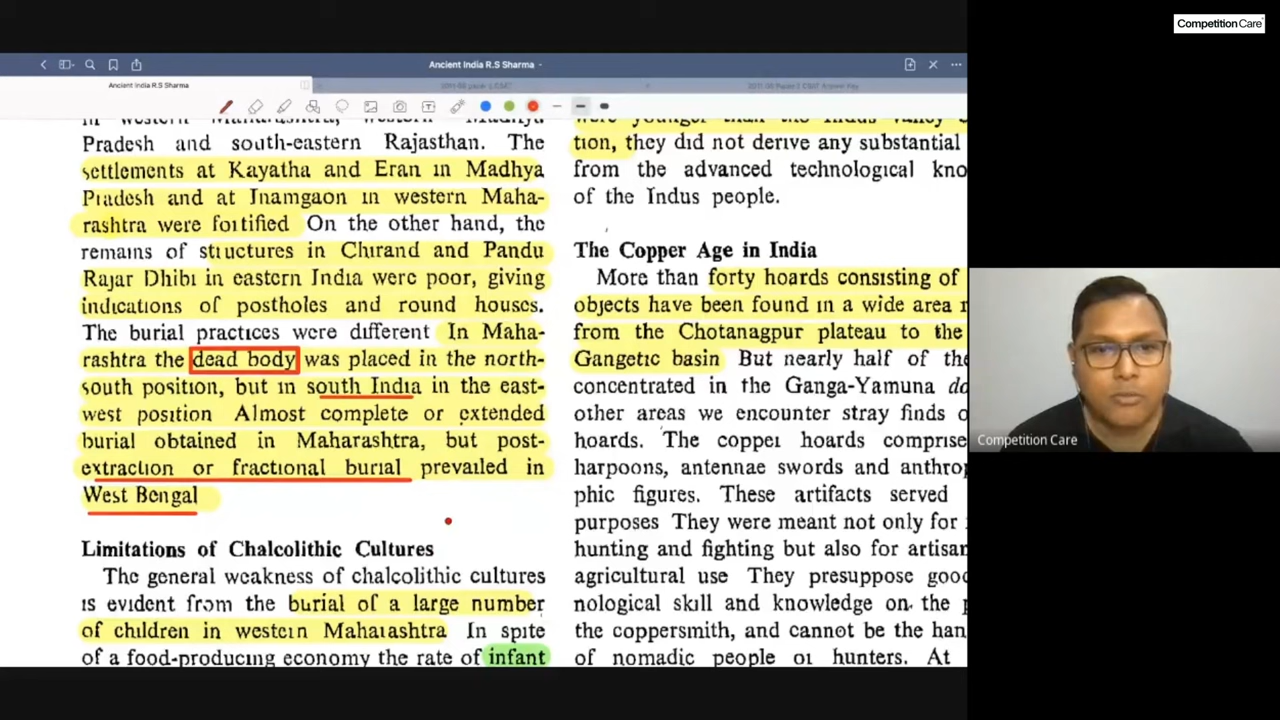 CompetitionCare
Ancient India R.S Sharma
Ancient India R.S Sharma
Pradesh and south-eastern Rajasthan. The
settlements at Kayatha and Eran in Madhya
Pradesh and at Inamgaon in western Maha-
rashtra were fortified On the other hand, the
remains of structures in Chirand and Pandu
Rajar Dhibi in eastern India were poor, giving
indications of postholes and round houses.
The burial practices were different In Maha-
rashtra the dead body was placed in the north-
south position, but in south India in the east-
west position Almost complete or extended
burial obtained in Maharashtra, but post-
extraction or fractional burial prevailed in
West Bengal
Limitations of Chalcolithic Cultures
The general weakness of chalcolithic cultures
is evident from the burial of a large number
of children in western Maharashtra In spite
of a food-producing economy the rate of infant
were younger than the Indus valley
tion, they did not derive any substantial
from the advanced technological kno
of the Indus people.
The Copper Age in India
More than forty hoards consisting of
objects have been found in a wide area
from the Chotanagpur plateau to the
Gangetic basin But nearly half of the
concentrated in the Ganga-Yamuna do
other areas we encounter stray finds o
hoards. The copper hoards comprise
harpoons, antennae swords and anthro
phic figures. These artifacts served
purposes They were meant not only for
hunting and fighting but also for artisan
agricultural use They presuppose good
nological skill and knowledge on the p
the coppersmith, and cannot be the han
of nomadic people or hunters. At
Competition Care